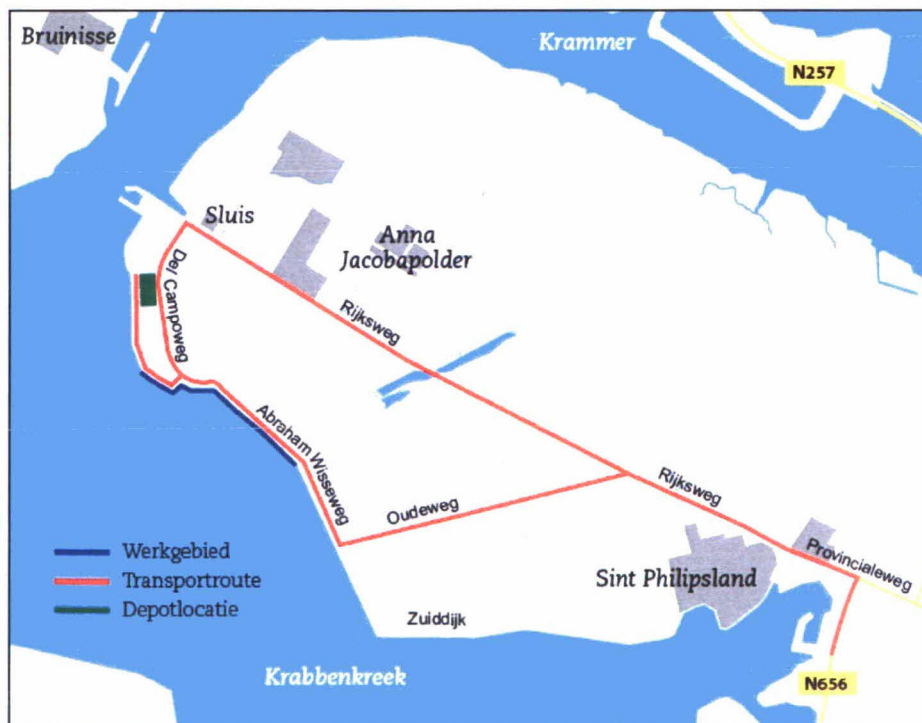 Bruinisse
Krammer
N257
Sluis
Anna
Jacobapolder
Del Campoweg
Rijksweg
Abraham Wisseweg
Rijksweg
Oudeweg
Provincialeweg
Werkgebied
Transportroute
Depotlocatie
Sint Philipsland
Zuiddijk
Krabbenkreek
N656